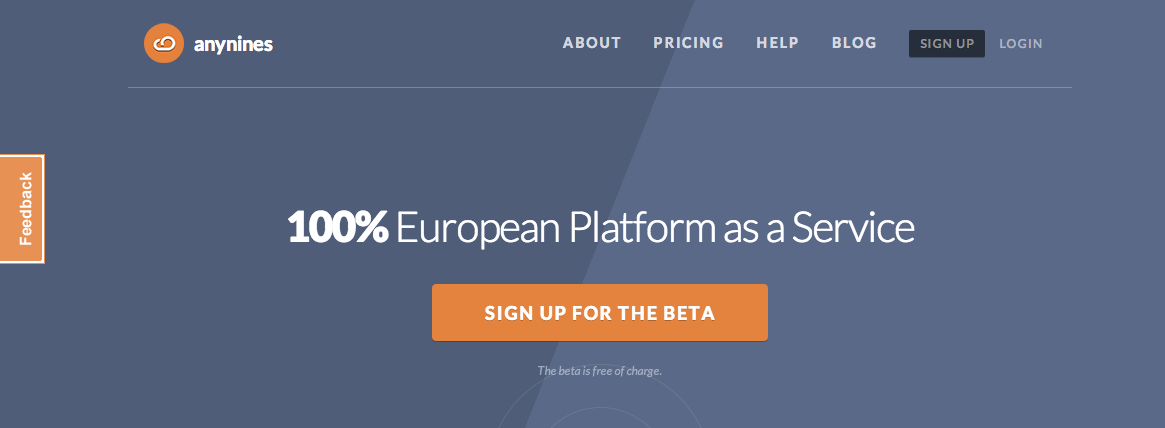 anynines
ABOUT PRICING HELP BLOG SIGN UP LOGIN
Feedback
100% European Platform as a Service
SIGN UP FOR THE BETA
The beta is free of charge.